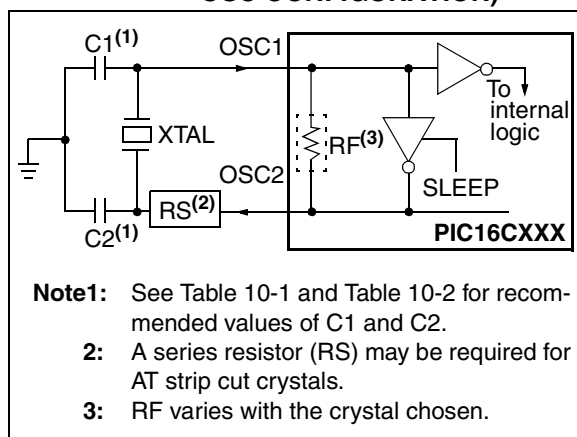 C1(1)
OSC1
To
internal
logic
XTAL
RF(3)
OSC2
SLEEP
RS(2)
C2(1)
PIC16CXXX
Note1: See Table 10-1 and Table 10-2 for recom-
mended values of C1 and C2.
2: A series resistor (RS) may be required for
AT strip cut crystals.
3: RF varies with the crystal chosen.